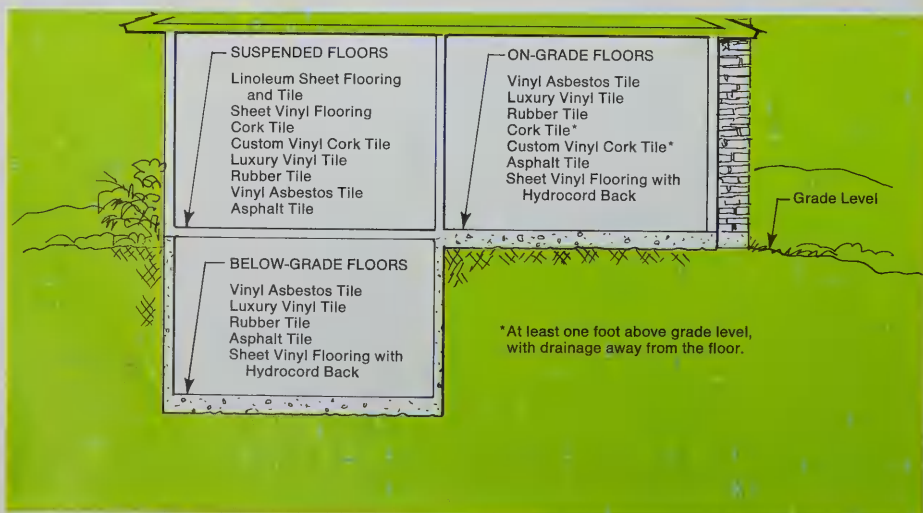 SUSPENDED FLOORS
Linoleum Sheet Flooring
and Tile
Sheet Vinyl Flooring
Cork Tile
Custom Vinyl Cork Tile
Luxury Vinyl Tile
Rubber Tile
Vinyl Asbestos Tile
Asphalt Tile
ON-GRADE FLOORS
Vinyl Asbestos Tile
Luxury Vinyl Tile
Rubber Tile
Cork Tile*
Custom Vinyl Cork Tile*
Asphalt Tile
Sheet Vinyl Flooring with
Hydrocord Back
Grade Level
BELOW-GRADE FLOORS
Vinyl Asbestos Tile
Luxury Vinyl Tile
Rubber Tile
Asphalt Tile
Sheet Vinyl Flooring with
Hydrocord Back
*At least one foot above grade level,
with drainage away from the floor.